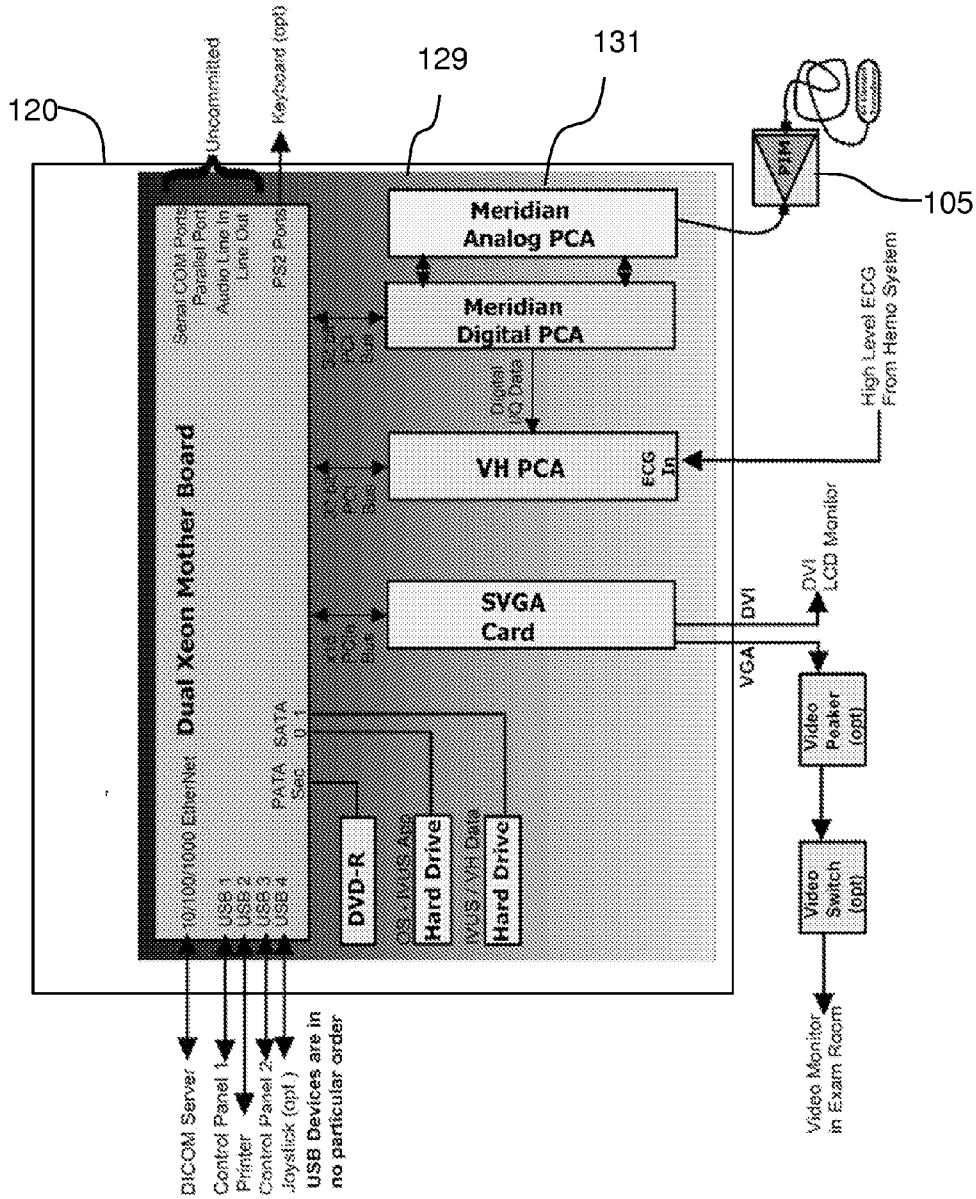 120
129
131
105
DICOM Server
Control Panel 1
Printer
Control Panel 2
Joystick (opt)
USB Devices are in
no particular order
10/100/1000 EtherNet
USB 1
USB 2
USB 3
USB 4
Dual Xeon Mother Board
PATA
Sec
SATA
0 1
Serial COM Ports
Parallel Port
Audio Line In
Line Out
PS2 Ports
Uncommitted
Keyboard (opt)
DVD-R
Hard Drive
IVUS / VH Data
Hard Drive
Bus
SVGA
Card
PCI
Bus
VH PCA
ECG
In
Digital
I/Q Data
Bus
Meridian
Digital PCA
Meridian
Analog PCA
PIM
High Level ECG
From Hemo System
VGA
DVI
DVI
LCD Monitor
Video
Peaker
(opt)
Video
Switch
(opt)
Video Monitor
in Exam Room